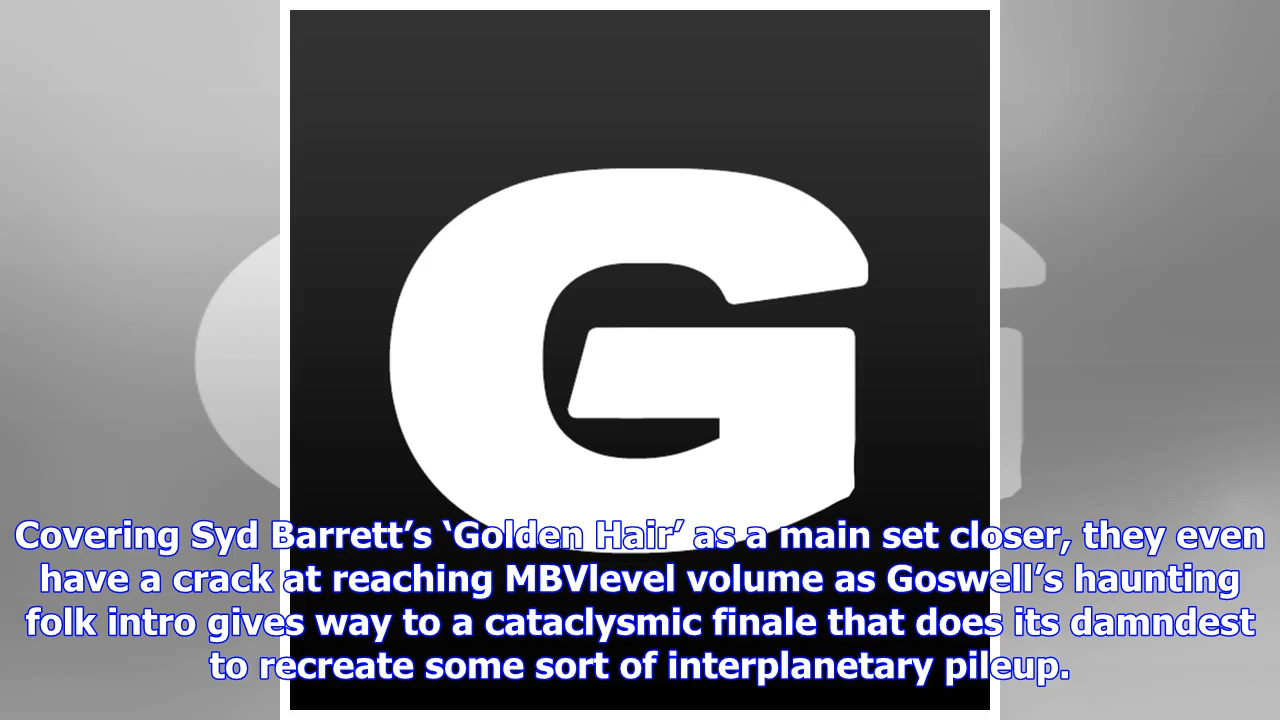 G
Covering Syd Barrett’s ‘Golden Hair’ as a main set closer, they even
have a crack at reaching MBVlevel volume as Goswell’s haunting
folk intro gives way to a cataclysmic finale that does its damndest
to recreate some sort of interplanetary pileup.